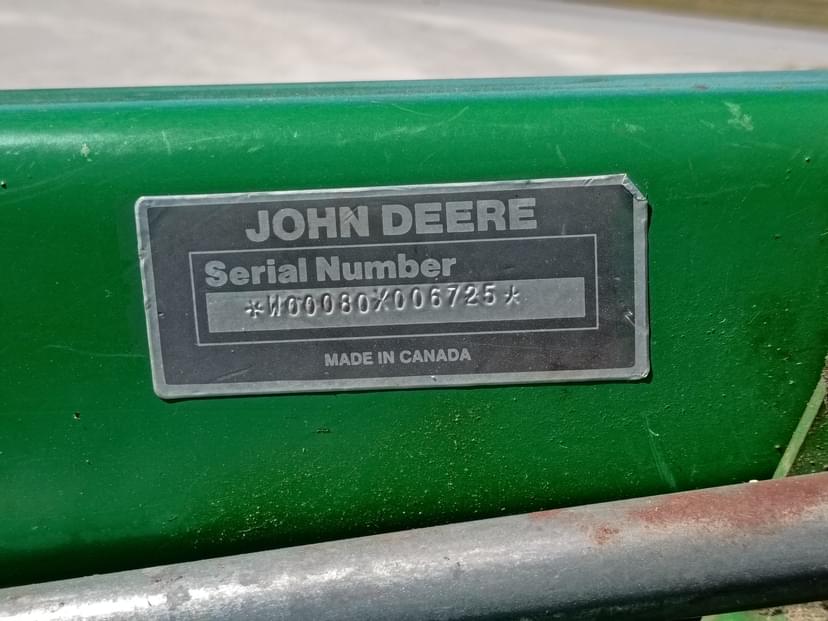 JOHN DEERE
Serial Number
*W00080X006725*
MADE IN CANADA